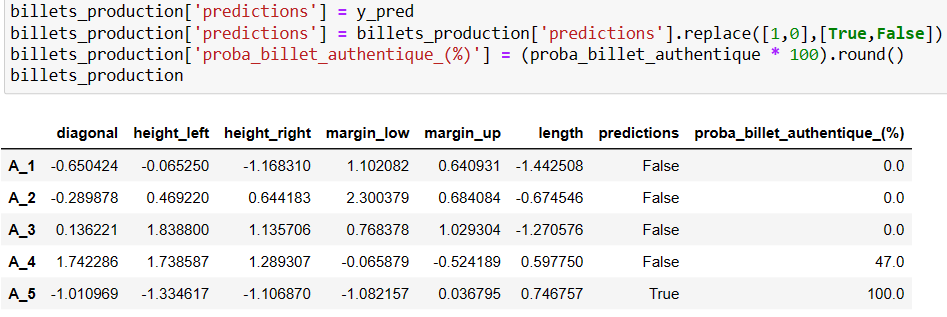 billets_production['predictions'] = y_pred
billets_production['predictions'] = billets_production['predictions'].replace([1,0],[True,False])
billets_production['proba_billet_authentique_(%)'] = (proba_billet_authentique * 100).round()
billets_production
diagonal height_left height_right margin_low margin_up length predictions proba_billet_authentique_(%)
A_1 -0.650424 -0.065250 -1.168310 1.102082 0.640931 -1.442508 False 0.0
A_2 -0.289878 0.469220 0.644183 2.300379 0.684084 -0.674546 False 0.0
A_3 0.136221 1.838800 1.135706 0.768378 1.029304 -1.270576 False 0.0
A_4 1.742286 1.738587 1.289307 -0.065879 -0.524189 0.597750 False 47.0
A_5 -1.010969 -1.334617 -1.106870 -1.082157 0.036795 0.746757 True 100.0